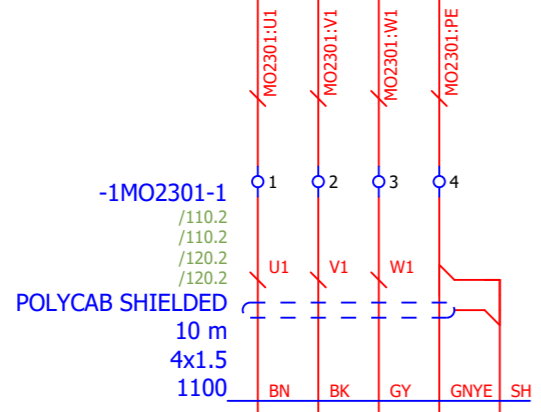 MO2301:U1
MO2301:V1
MO2301:W1
MO2301:PE
-1MO2301-1
1 2 3 4
/110.2
/110.2
/120.2
/120.2
U1 V1 W1
POLYCAB SHIELDED
10 m
4x1.5
1100
BN BK GY GNYE SH